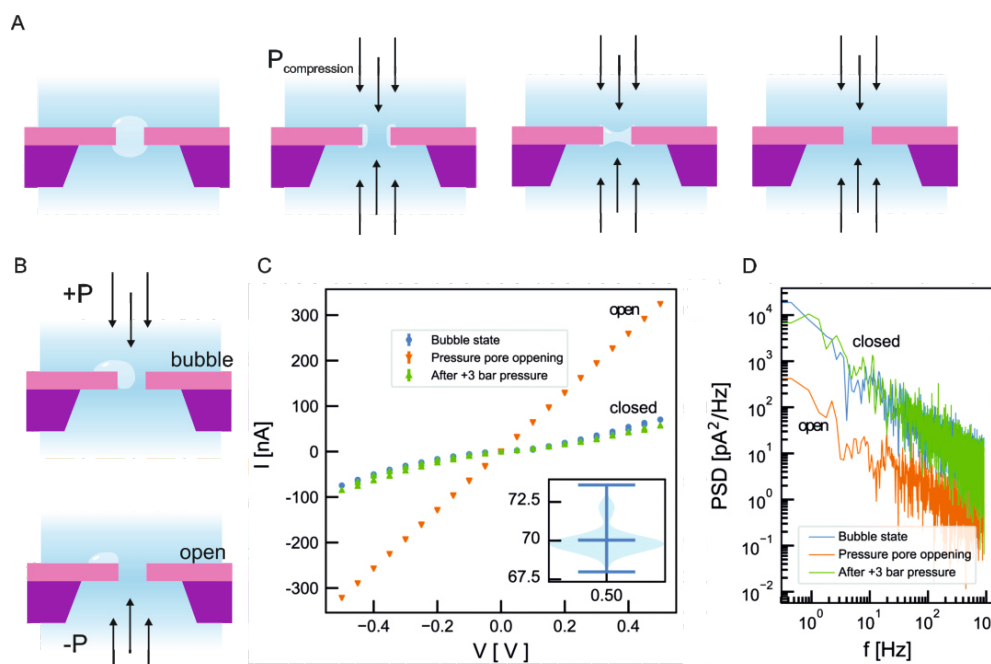 A
P compression
B
+P
bubble
open
-P
C
300
200
100
0
-100
-200
-300
I [nA]
Bubble state
Pressure pore oppening
After +3 bar pressure
open
closed
72.5
70
67.5
0.50
−0.4
−0.2
0.0
0.2
0.4
V [ V ]
D
10^4
10^3
10^2
10^1
10^0
10^-1
10^-2
PSD [pA^2/Hz]
closed
open
Bubble state
Pressure pore oppening
After +3 bar pressure
10^0
10^1
10^2
10^3
f [Hz]